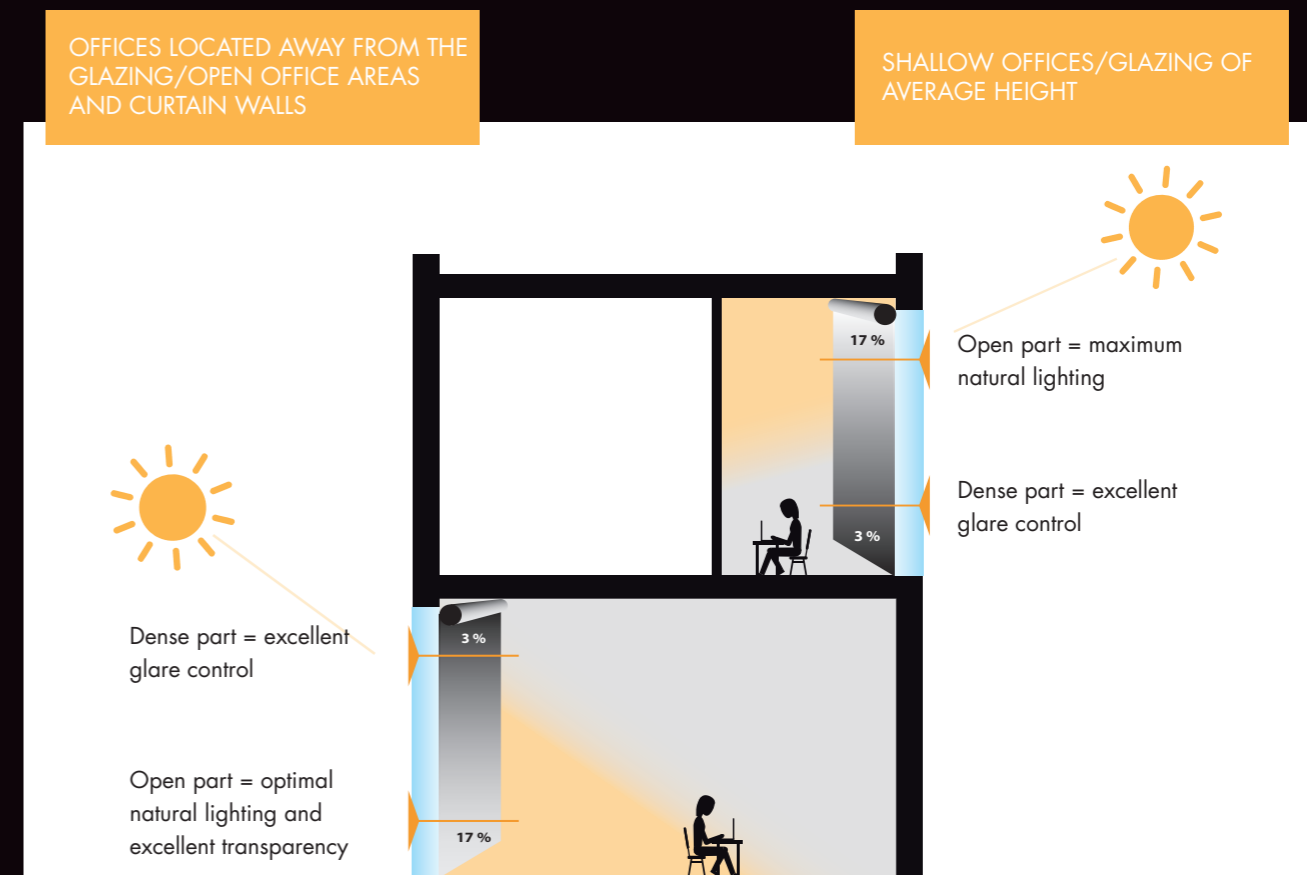 OFFICES LOCATED AWAY FROM THE
GLAZING/OPEN OFFICE AREAS
AND CURTAIN WALLS
SHALLOW OFFICES/GLAZING OF
AVERAGE HEIGHT
17 %
Open part = maximum
natural lighting
Dense part = excellent
glare control
3 %
Dense part = excellent
glare control
3 %
Open part = optimal
natural lighting and
excellent transparency
17 %